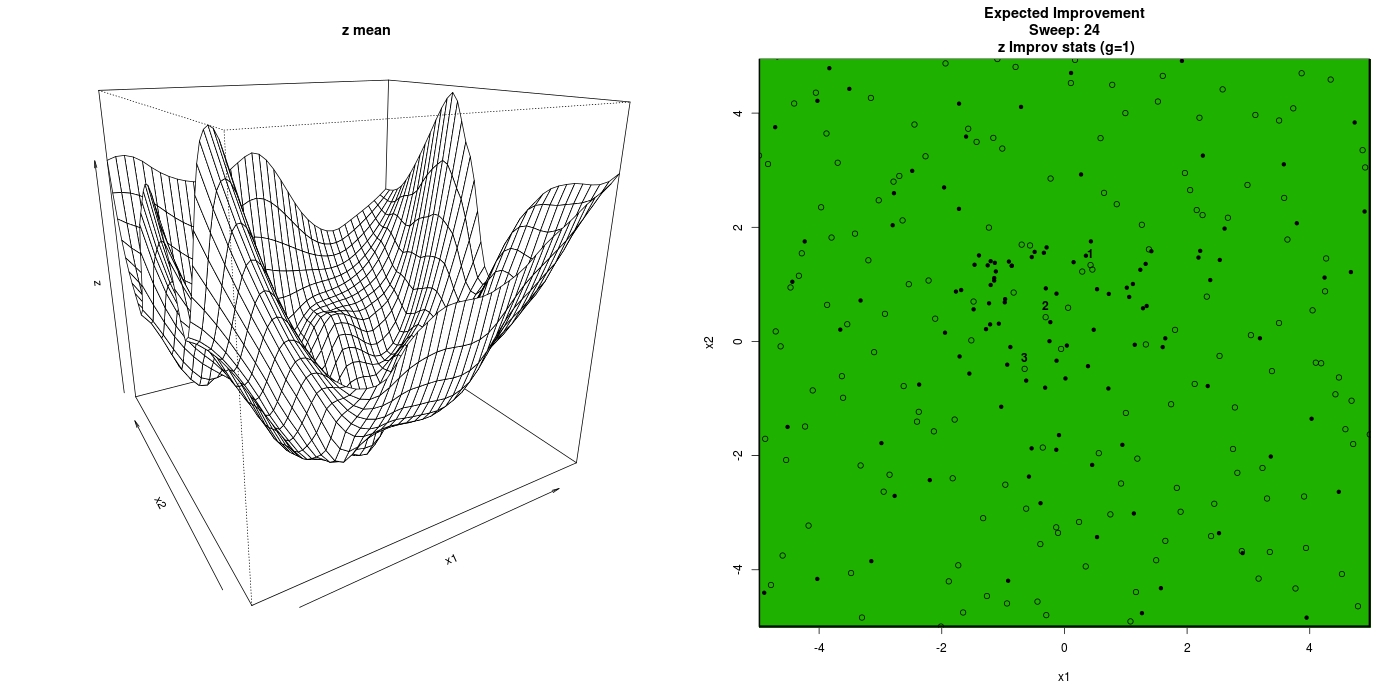 z mean
z
x2
x1
Expected Improvement
Sweep: 24
z Improv stats (g=1)
x2
4
2
0
-2
-4
1
2
3
-4
-2
0
2
4
x1